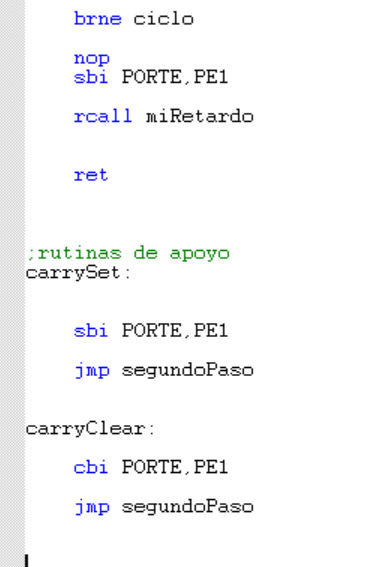 brne ciclo
nop
sbi PORTE,PE1
rcall miRetardo
ret
;rutinas de apoyo
carrySet:
sbi PORTE,PE1
jmp segundoPaso
carryClear:
cbi PORTE,PE1
jmp segundoPaso